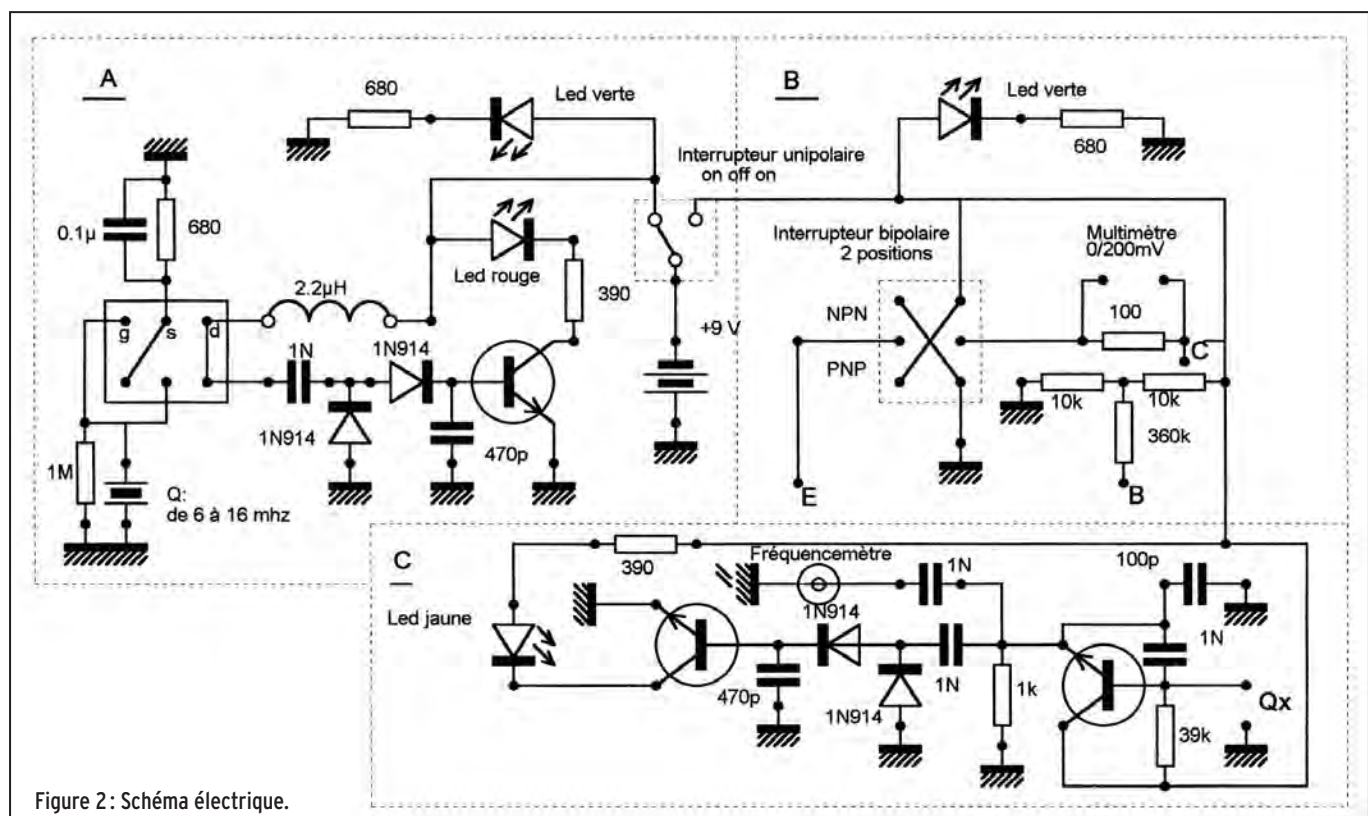 A
680
Led verte
0.1µ
680
2.2µH
Led rouge
390
g
s
d
1N
1N914
1N914
470p
1M
Q:
de 6 à 16 mhz
Interrupteur unipolaire
on off on
+9 V
B
Led verte
680
Interrupteur bipolaire
2 positions
Multimètre
0/200mV
NPN
PNP
100
C
10k
10k
360k
E
B
C
390
Fréquencemètre
1N
100p
Led jaune
1N914
1N
470p
1N914
1N
1k
39k
Qx
Figure 2: Schéma électrique.